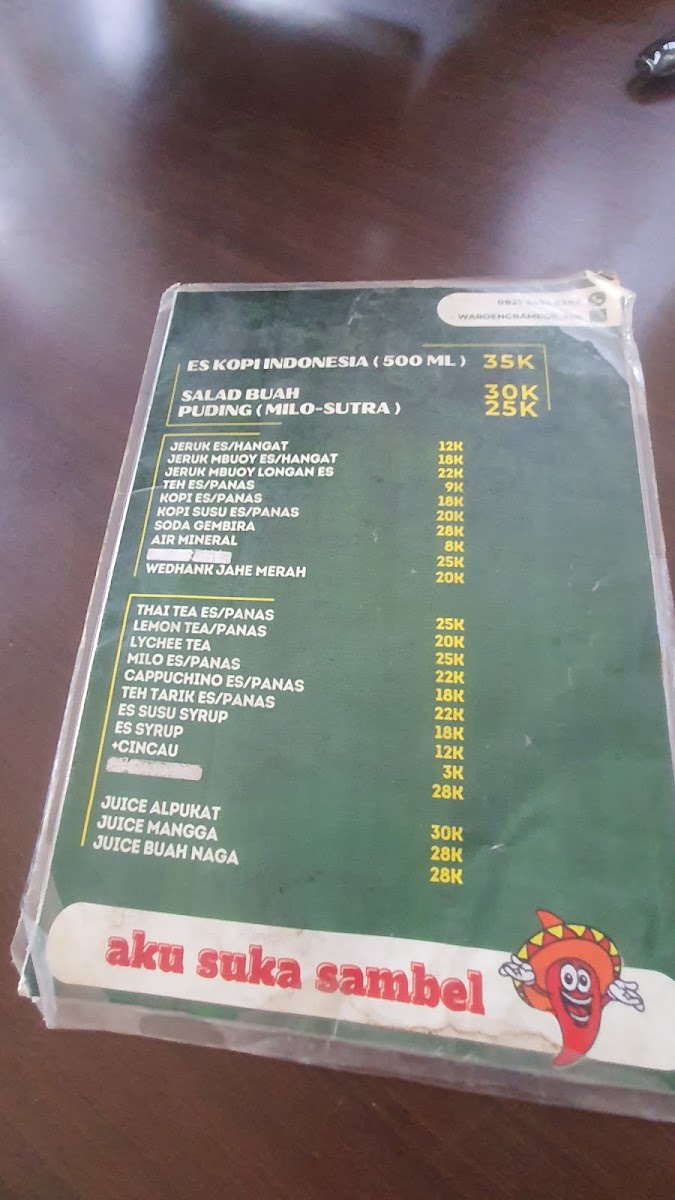 ES KOPI INDONESIA ( 500 ML ) 35K
SALAD BUAH 30K
PUDING ( MILO-SUTRA ) 25K
JERUK ES/HANGAT 12K
JERUK MBUOY ES/HANGAT 18K
JERUK MBUOY LONGAN ES 22K
TEH ES/PANAS 9K
KOPI ES/PANAS 18K
KOPI SUSU ES/PANAS 20K
SODA GEMBIRA 28K
AIR MINERAL 8K
25K
WEDHANK JAHE MERAH 20K
THAI TEA ES/PANAS 25K
LEMON TEA/PANAS 20K
LYCHEE TEA 25K
MILO ES/PANAS 22K
CAPPUCHINO ES/PANAS 18K
TEH TARIK ES/PANAS 22K
ES SUSU SYRUP 18K
ES SYRUP 12K
+CINCAU 3K
28K
JUICE ALPUKAT 30K
JUICE MANGGA 28K
JUICE BUAH NAGA 28K
aku suka sambel